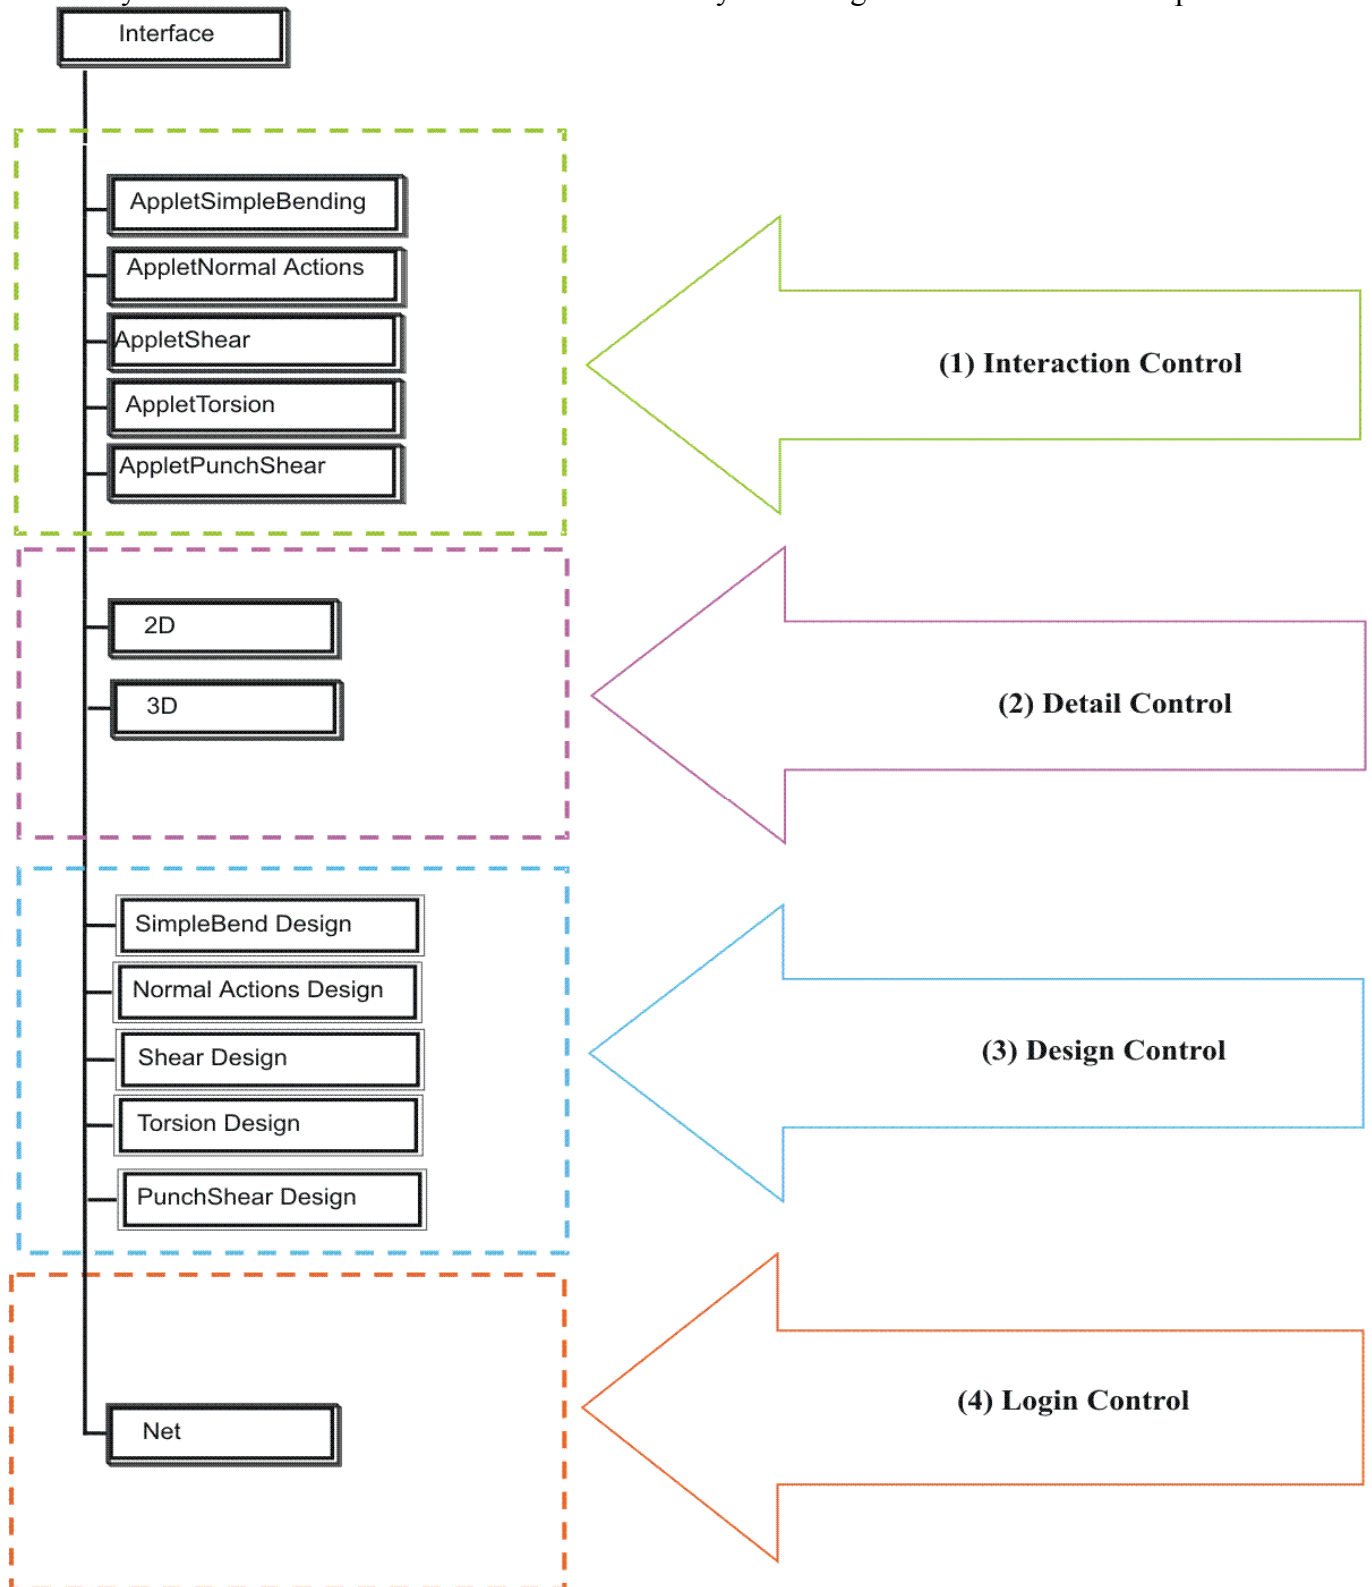 Interface
AppletSimpleBending
AppletNormal Actions
AppletShear
AppletTorsion
AppletPunchShear
(1) Interaction Control
2D
3D
(2) Detail Control
SimpleBend Design
Normal Actions Design
Shear Design
Torsion Design
PunchShear Design
(3) Design Control
Net
(4) Login Control